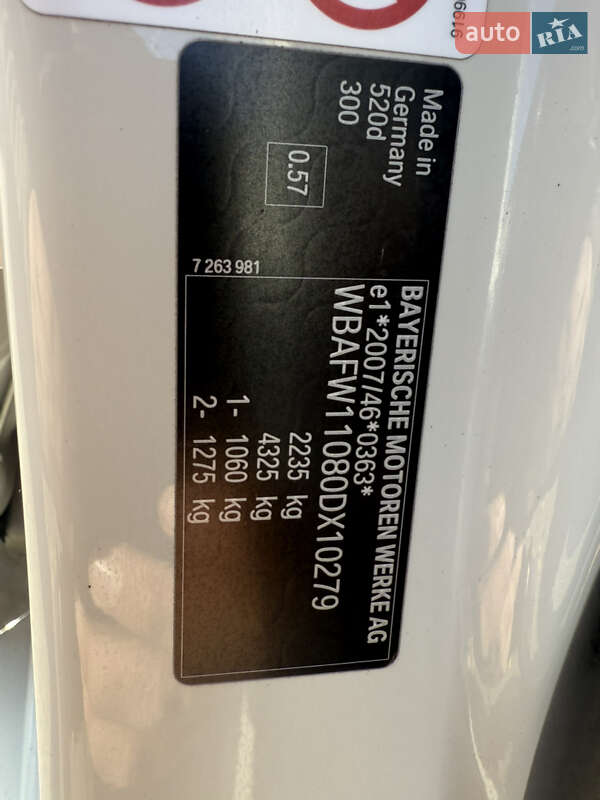 auto RIA .com
Made in
Germany
520d
300
0.57
7 263 981
BAYERISCHE MOTOREN WERKE AG
e1*2007/46*0363*
WBAFW11080DX10279
2235 kg
4325 kg
1- 1060 kg
2- 1275 kg